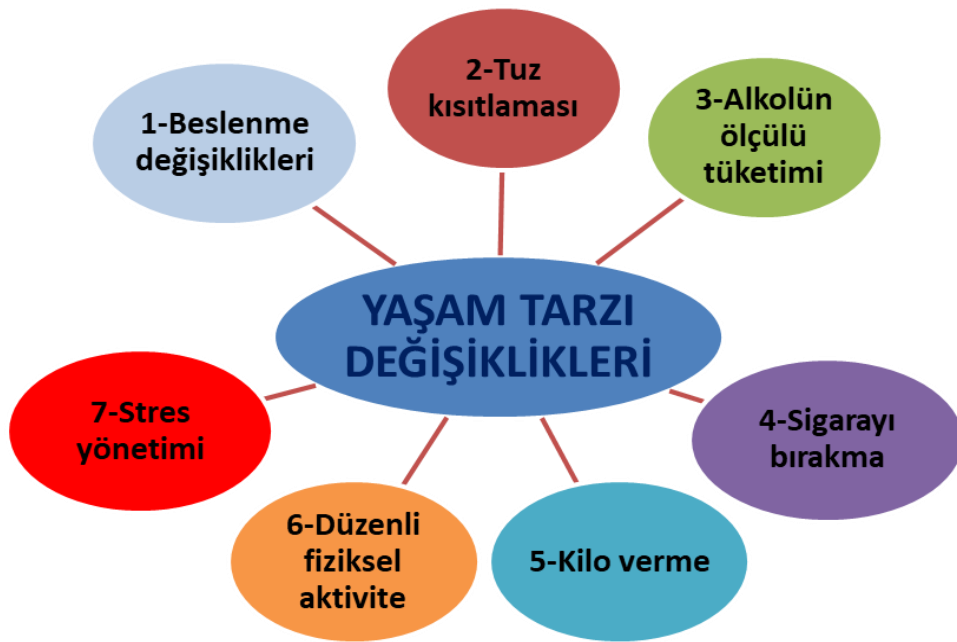 1-Beslenme
değişiklikleri
2-Tuz
kısıtlaması
3-Alkolün
ölçülü
tüketimi
YAŞAM TARZI
DEĞİŞİKLİKLERİ
4-Sigarayı
bırakma
5-Kilo verme
6-Düzenli
fiziksel
aktivite
7-Stres
yönetimi